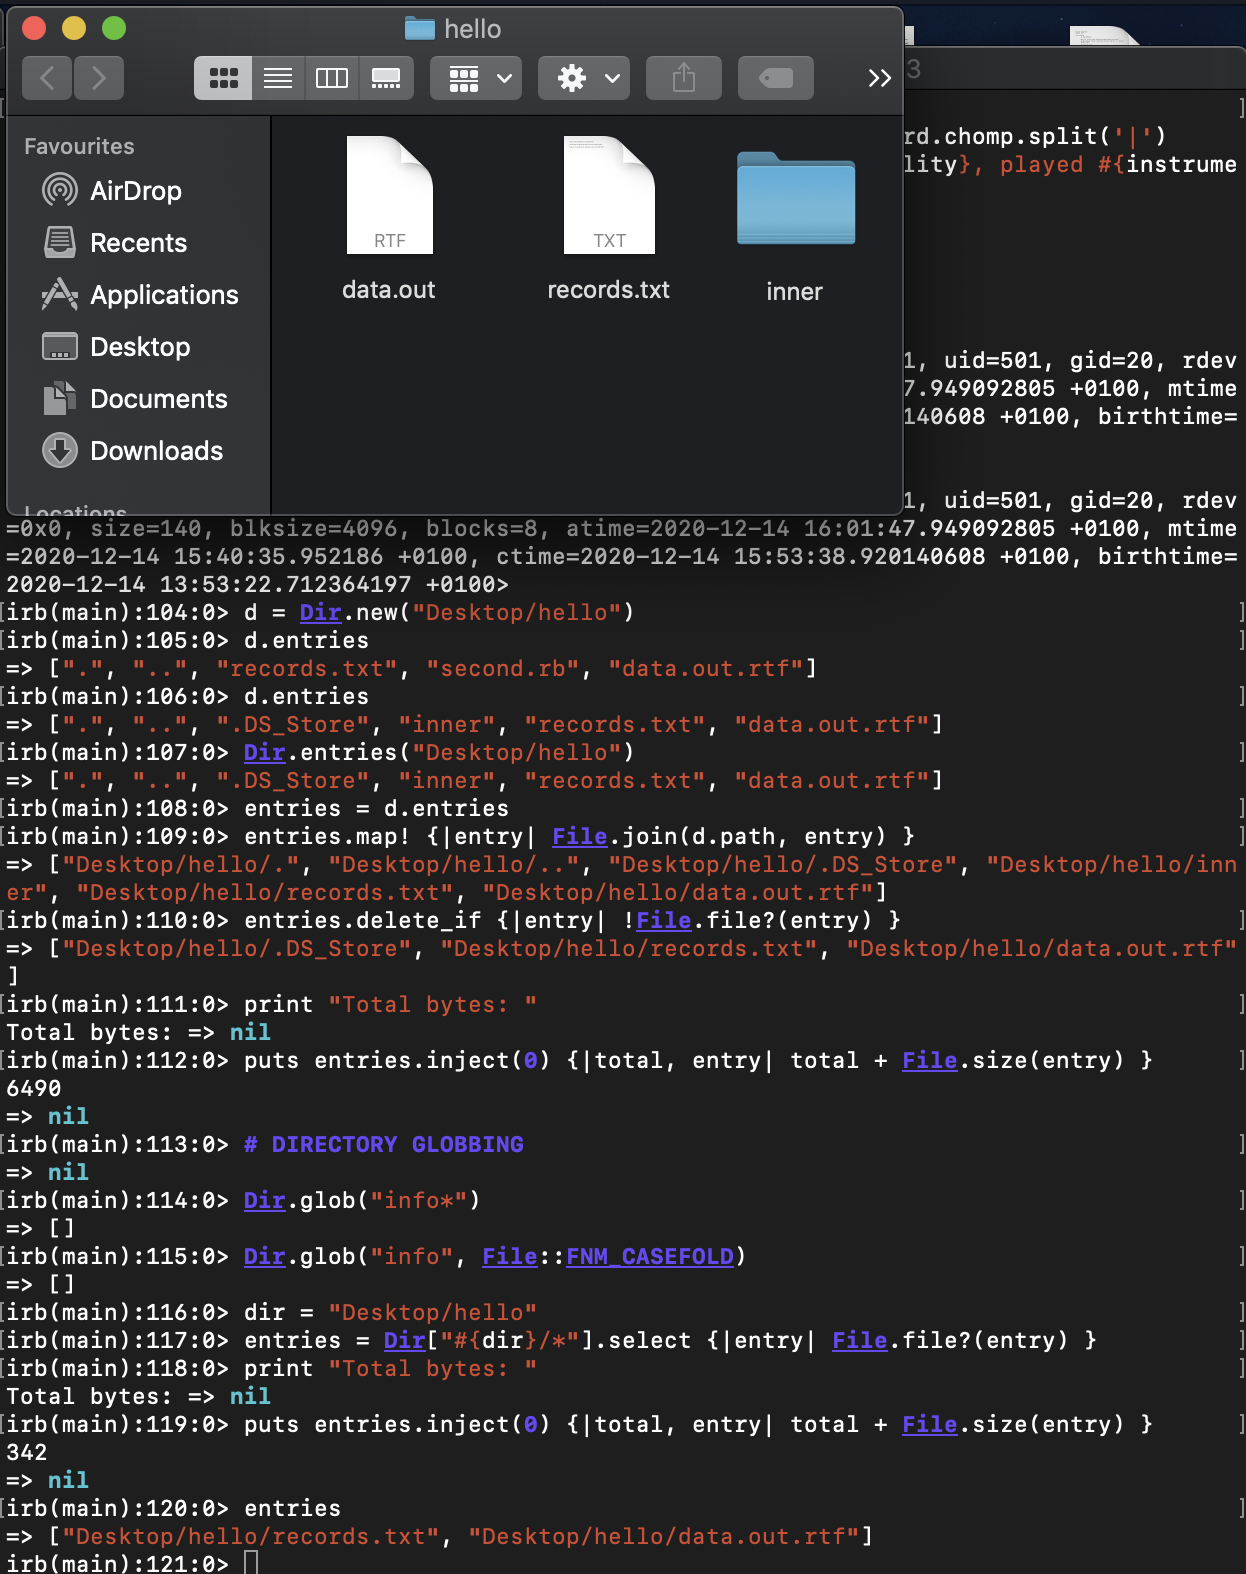 hello
3
Favourites
AirDrop
Recents
Applications
Desktop
Documents
Downloads
Locations
RTF
data.out
TXT
records.txt
inner
rd.chomp.split('|')
lity}, played #{instrume
1, uid=501, gid=20, rdev
7.949092805 +0100, mtime
140608 +0100, birthtime=
1, uid=501, gid=20, rdev
=0x0, size=140, blksize=4096, blocks=8, atime=2020-12-14 16:01:47.949092805 +0100, mtime
=2020-12-14 15:40:35.952186 +0100, ctime=2020-12-14 15:53:38.920140608 +0100, birthtime=
2020-12-14 13:53:22.712364197 +0100>
[irb(main):104:0> d = Dir.new("Desktop/hello") ]
[irb(main):105:0> d.entries ]
=> [".", "..", "records.txt", "second.rb", "data.out.rtf"]
[irb(main):106:0> d.entries ]
=> [".", "..", ".DS_Store", "inner", "records.txt", "data.out.rtf"]
[irb(main):107:0> Dir.entries("Desktop/hello") ]
=> [".", "..", ".DS_Store", "inner", "records.txt", "data.out.rtf"]
[irb(main):108:0> entries = d.entries ]
[irb(main):109:0> entries.map! {|entry| File.join(d.path, entry) } ]
=> ["Desktop/hello/.", "Desktop/hello/..", "Desktop/hello/.DS_Store", "Desktop/hello/inn
er", "Desktop/hello/records.txt", "Desktop/hello/data.out.rtf"]
[irb(main):110:0> entries.delete_if {|entry| !File.file?(entry) } ]
=> ["Desktop/hello/.DS_Store", "Desktop/hello/records.txt", "Desktop/hello/data.out.rtf"
]
[irb(main):111:0> print "Total bytes: " ]
Total bytes: => nil
[irb(main):112:0> puts entries.inject(0) {|total, entry| total + File.size(entry) } ]
6490
=> nil
[irb(main):113:0> # DIRECTORY GLOBBING ]
=> nil
[irb(main):114:0> Dir.glob("info*") ]
=> []
[irb(main):115:0> Dir.glob("info", File::FNM_CASEFOLD) ]
=> []
[irb(main):116:0> dir = "Desktop/hello" ]
[irb(main):117:0> entries = Dir["#{dir}/*"].select {|entry| File.file?(entry) } ]
[irb(main):118:0> print "Total bytes: " ]
Total bytes: => nil
[irb(main):119:0> puts entries.inject(0) {|total, entry| total + File.size(entry) } ]
342
=> nil
[irb(main):120:0> entries ]
=> ["Desktop/hello/records.txt", "Desktop/hello/data.out.rtf"]
irb(main):121:0>